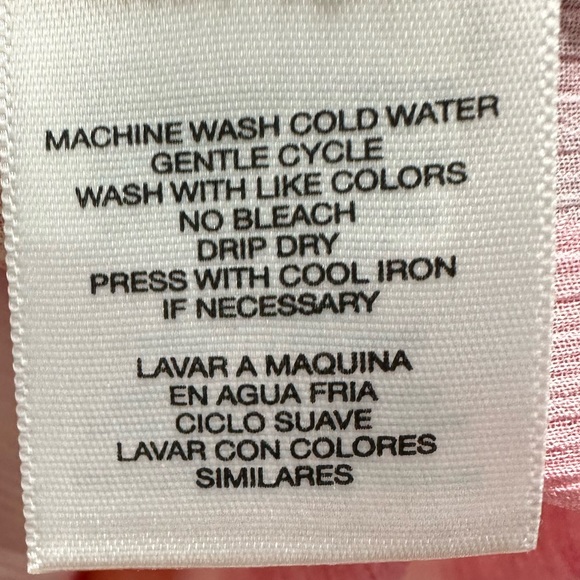 MACHINE WASH COLD WATER
GENTLE CYCLE
WASH WITH LIKE COLORS
NO BLEACH
DRIP DRY
PRESS WITH COOL IRON
IF NECESSARY
LAVAR A MAQUINA
EN AGUA FRIA
CICLO SUAVE
LAVAR CON COLORES
SIMILARES